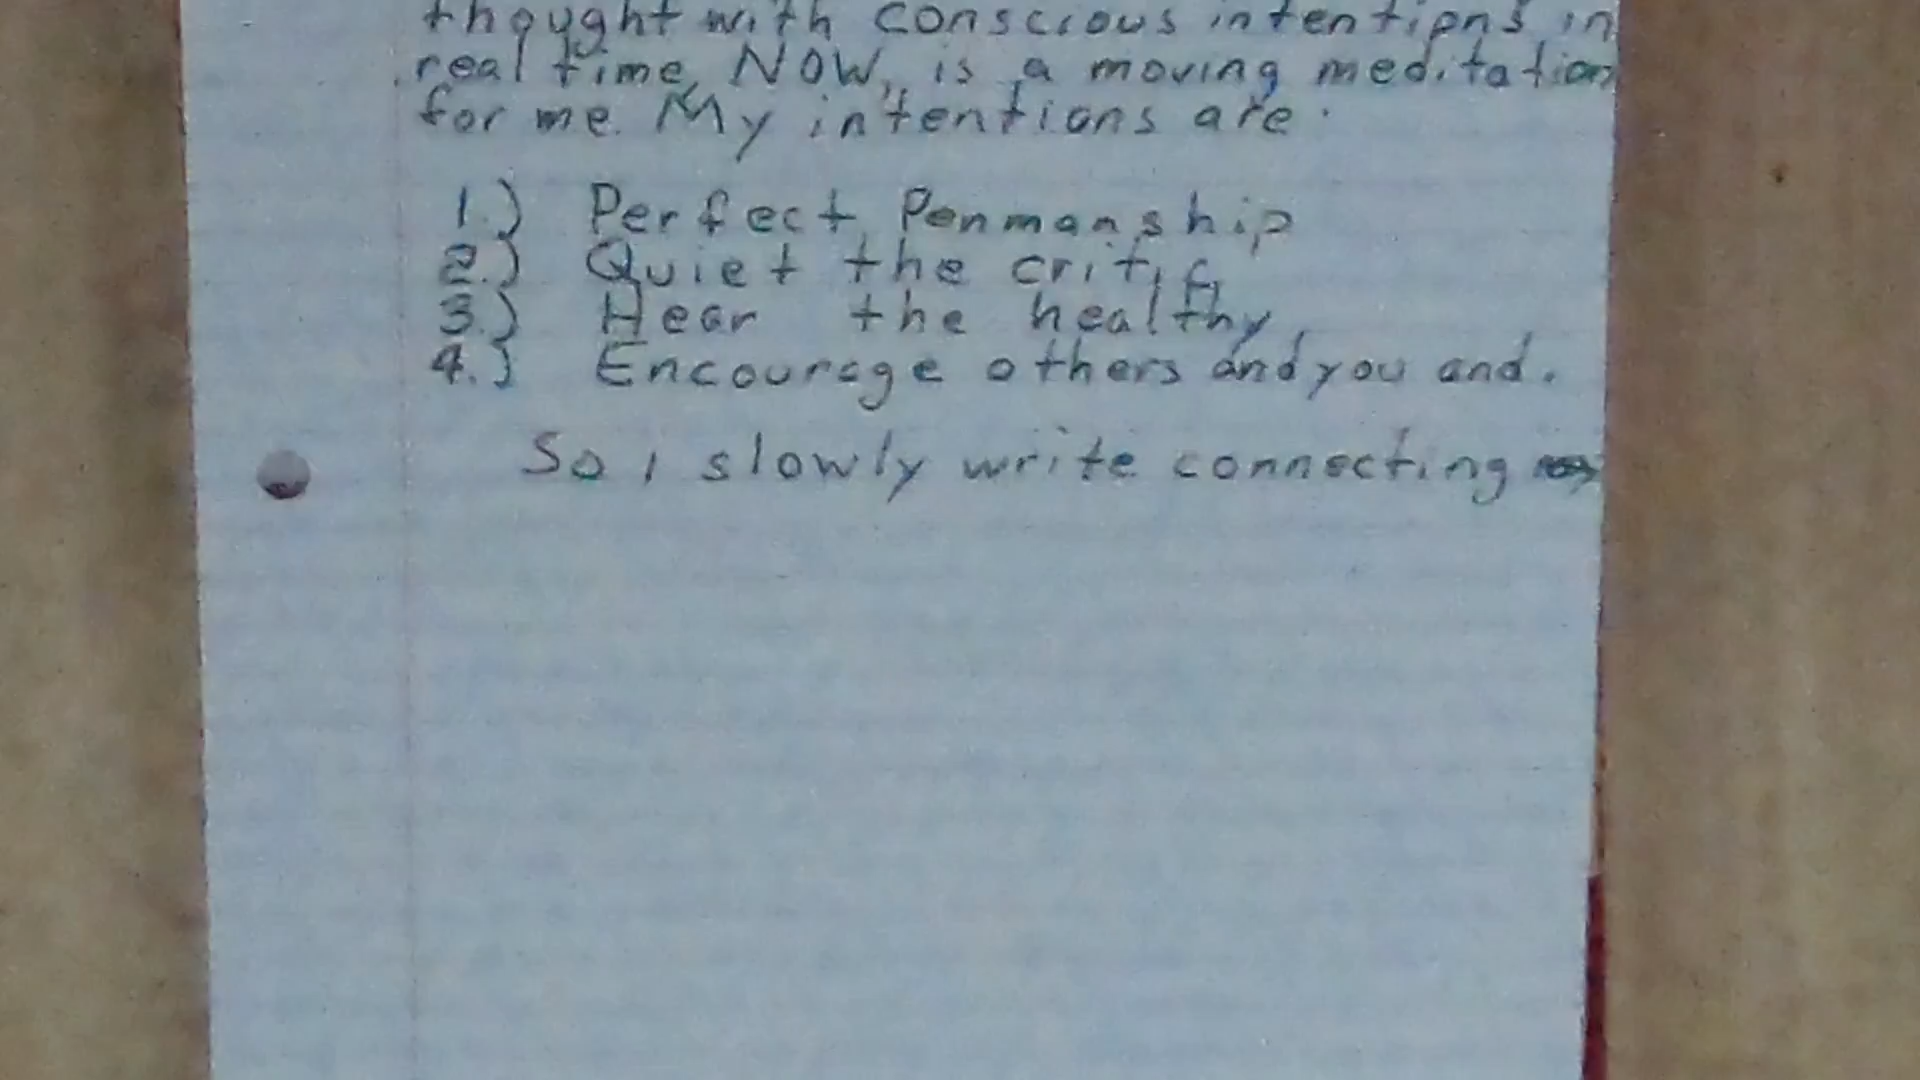 thought with conscious intentions in
real time, NOW, is a moving meditation
for me. My intentions are:
1.) Perfect Penmanship
2.) Quiet the critic
3.) Hear the healthy
4.) Encourage others and you and.
So I slowly write connecting